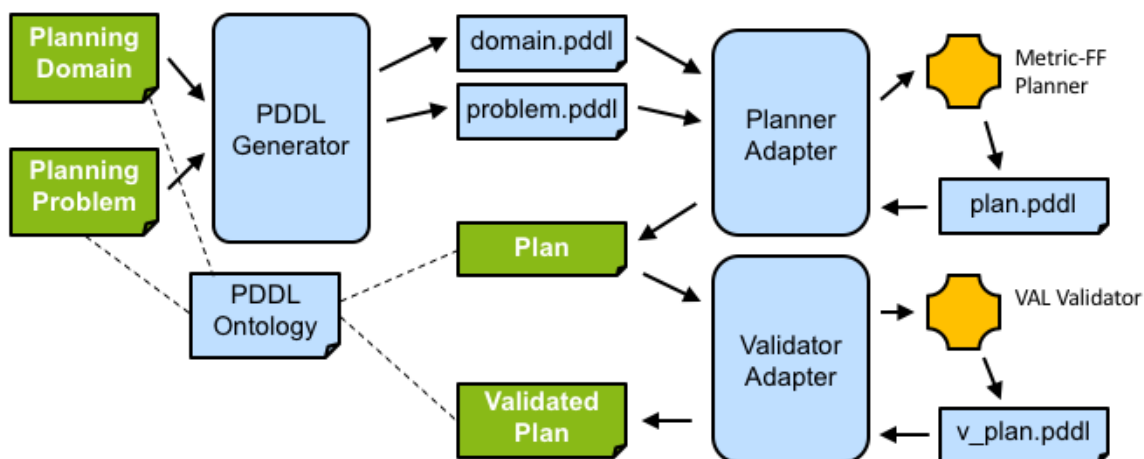 Planning
Domain
PDDL
Generator
domain.pddl
problem.pddl
Planner
Adapter
Metric-FF
Planner
Planning
Problem
plan.pddl
Plan
PDDL
Ontology
Validator
Adapter
VAL Validator
Validated
Plan
v_plan.pddl